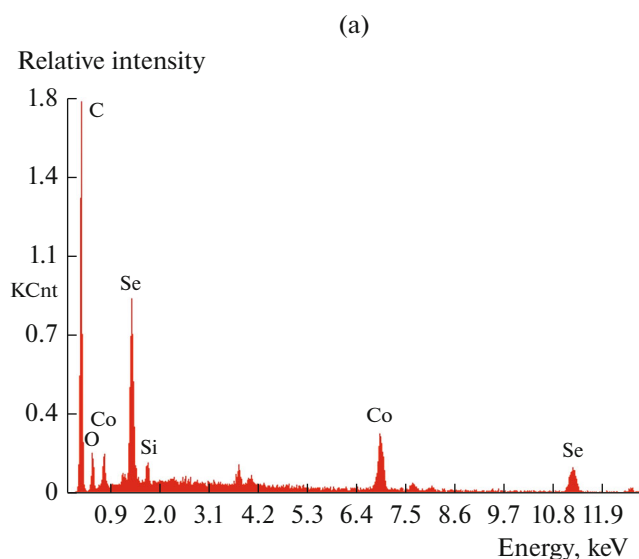 (a)
Relative intensity
1.8
C
1.4
1.1
Se
KCnt
0.7
0.4
Co
Co
O
Si
Se
0
0.9 2.0 3.1 4.2 5.3 6.4 7.5 8.6 9.7 10.8 11.9
Energy, keV